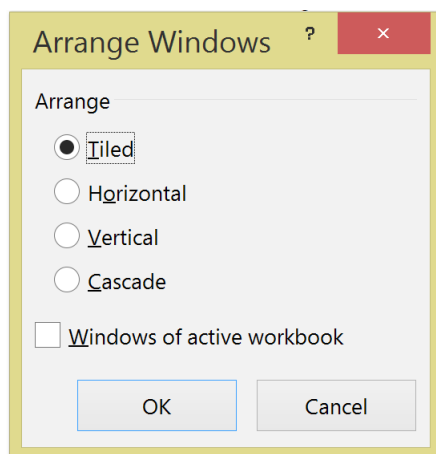 Arrange Windows ? ×
Arrange
Tiled
Horizontal
Vertical
Cascade
Windows of active workbook
OK Cancel